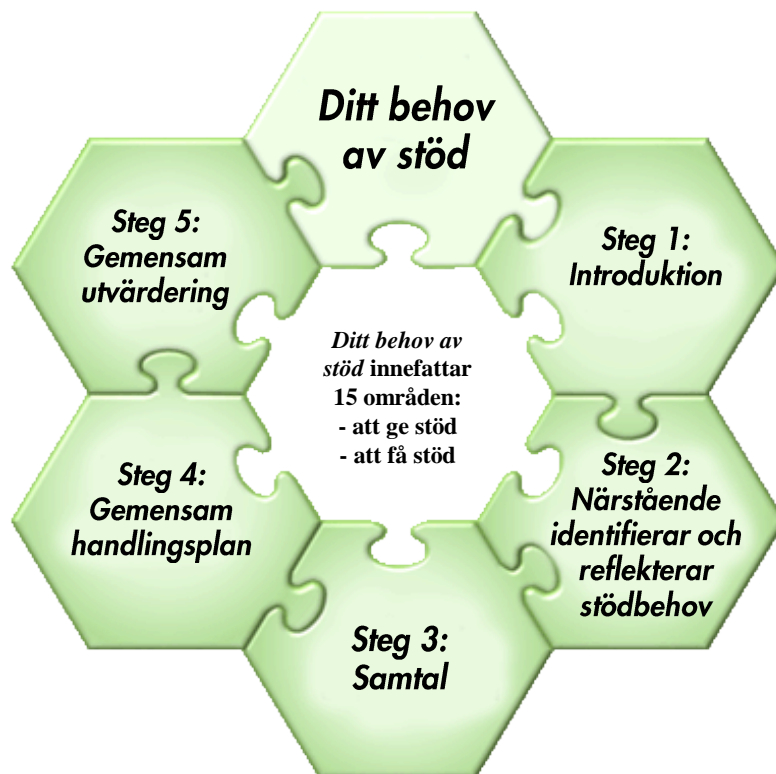 Ditt behov
av stöd
Steg 1:
Introduktion
Steg 2:
Närstående
identifierar och
reflekterar
stödbehov
Steg 3:
Samtal
Steg 4:
Gemensam
handlingsplan
Steg 5:
Gemensam
utvärdering
Ditt behov av
stöd innefattar
15 områden:
- att ge stöd
- att få stöd